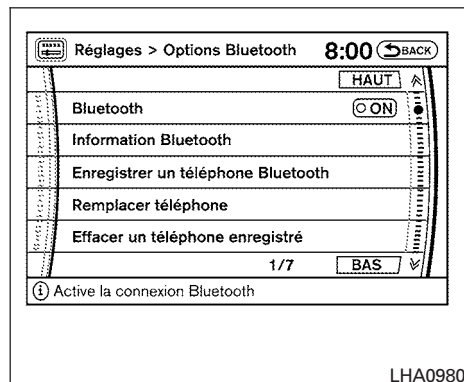 Réglages > Options Bluetooth 8:00 BACK
HAUT
Bluetooth ON
Information Bluetooth
Enregistrer un téléphone Bluetooth
Remplacer téléphone
Effacer un téléphone enregistré
1/7 BAS
i Active la connexion Bluetooth
LHA0980